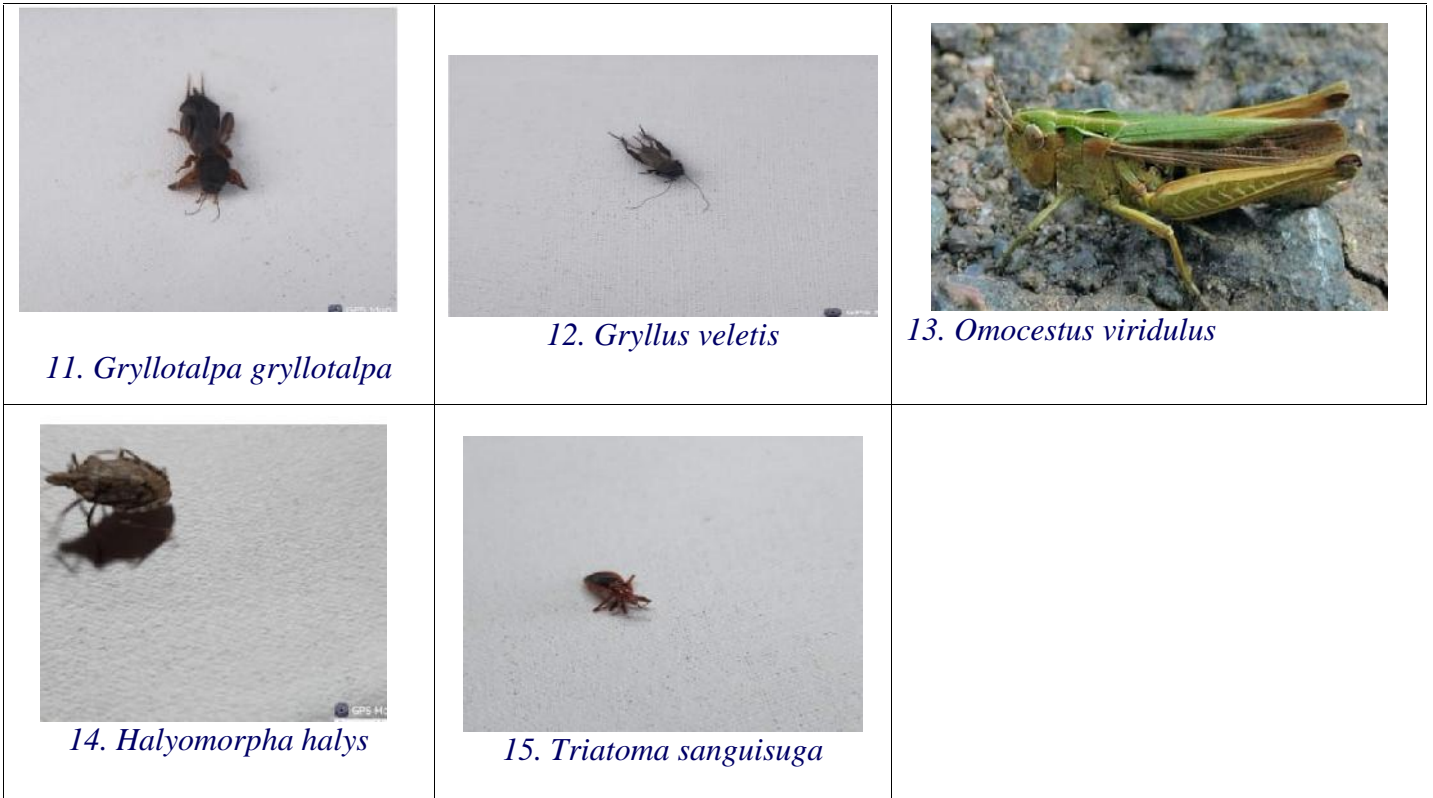 11. Gryllotalpa gryllotalpa
12. Gryllus veletis
13. Omocestus viridulus
14. Halyomorpha halys
15. Triatoma sanguisuga